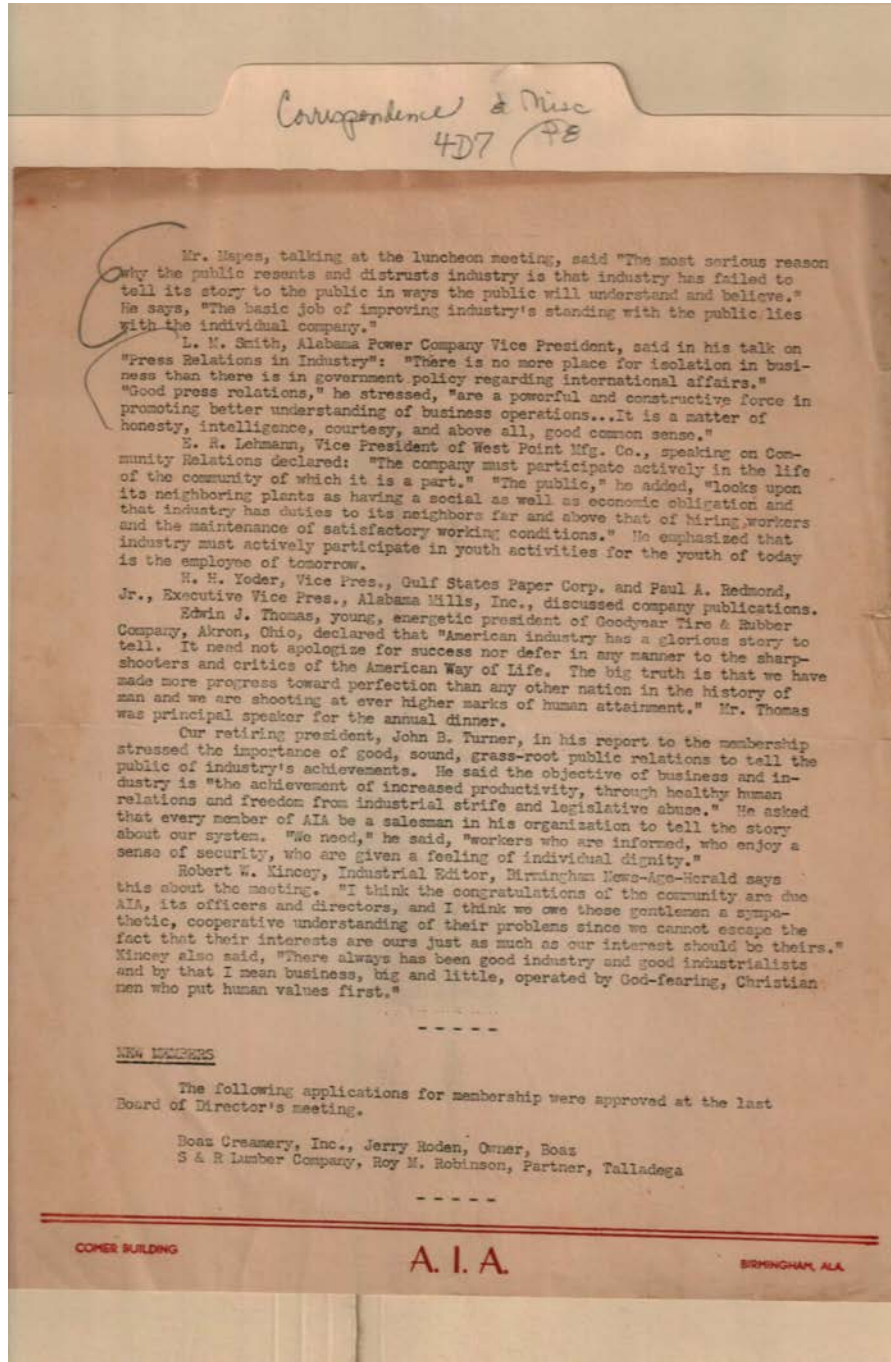 Correspondence & Misc
4D7
Mr. Mapes, talking at the luncheon meeting, said "The most serious reason
why the public resents and distrusts industry is that industry has failed to
tell its story to the public in ways the public will understand and believe."
He says, "The basic job of improving industry's standing with the public lies
with the individual company."
L. M. Smith, Alabama Power Company Vice President, said in his talk on
"Press Relations in Industry": "There is no more place for isolation in busi-
ness than there is in government policy regarding international affairs."
"Good press relations," he stressed, "are a powerful and constructive force in
promoting better understanding of business operations...It is a matter of
honesty, intelligence, courtesy, and above all, good common sense."
E. R. Lehmann, Vice President of West Point Mfg. Co., speaking on Com-
munity Relations declared: "The company must participate actively in the life
of the community of which it is a part." "The public," he added, "looks upon
its neighboring plants as having a social as well as economic obligation and
that industry has duties to its neighbors far and above that of hiring workers
and the maintenance of satisfactory working conditions." He emphasized that
industry must actively participate in youth activities for the youth of today
is the employee of tomorrow.
H. H. Yoder, Vice Pres., Gulf States Paper Corp. and Paul A. Redmond,
Jr., Executive Vice Pres., Alabama Mills, Inc., discussed company publications.
Edwin J. Thomas, young, energetic president of Goodyear Tire & Rubber
Company, Akron, Ohio, declared that "American industry has a glorious story to
tell. It need not apologize for success nor defer in any manner to the sharp-
shooters and critics of the American Way of Life. The big truth is that we have
made more progress toward perfection than any other nation in the history of
man and we are shooting at ever higher marks of human attainment." Mr. Thomas
was principal speaker for the annual dinner.
Our retiring president, John B. Turner, in his report to the membership
stressed the importance of good, sound, grass-root public relations to tell the
public of industry's achievements. He said the objective of business and in-
dustry is "the achievement of increased productivity, through healthy human
relations and freedom from industrial strife and legislative abuse." He asked
that every member of AIA be a salesman in his organization to tell the story
about our system. "We need," he said, "workers who are informed, who enjoy a
sense of security, who are given a feeling of individual dignity."
Robert W. Kincey, Industrial Editor, Birmingham News-Age-Herald says
this about the meeting. "I think the congratulations of the community are due
AIA, its officers and directors, and I think we owe these gentlemen a sympa-
thetic, cooperative understanding of their problems since we cannot escape the
fact that their interests are ours just as much as our interest should be theirs."
Kincey also said, "There always has been good industry and good industrialists
and by that I mean business, big and little, operated by God-fearing, Christian
men who put human values first."
- - - - -
NEW MEMBERS
The following applications for membership were approved at the last
Board of Director's meeting.
Boaz Creamery, Inc., Jerry Roden, Owner, Boaz
S & R Lumber Company, Roy M. Robinson, Partner, Talladega
- - - - -
COMER BUILDING
A. I. A.
BIRMINGHAM, ALA.